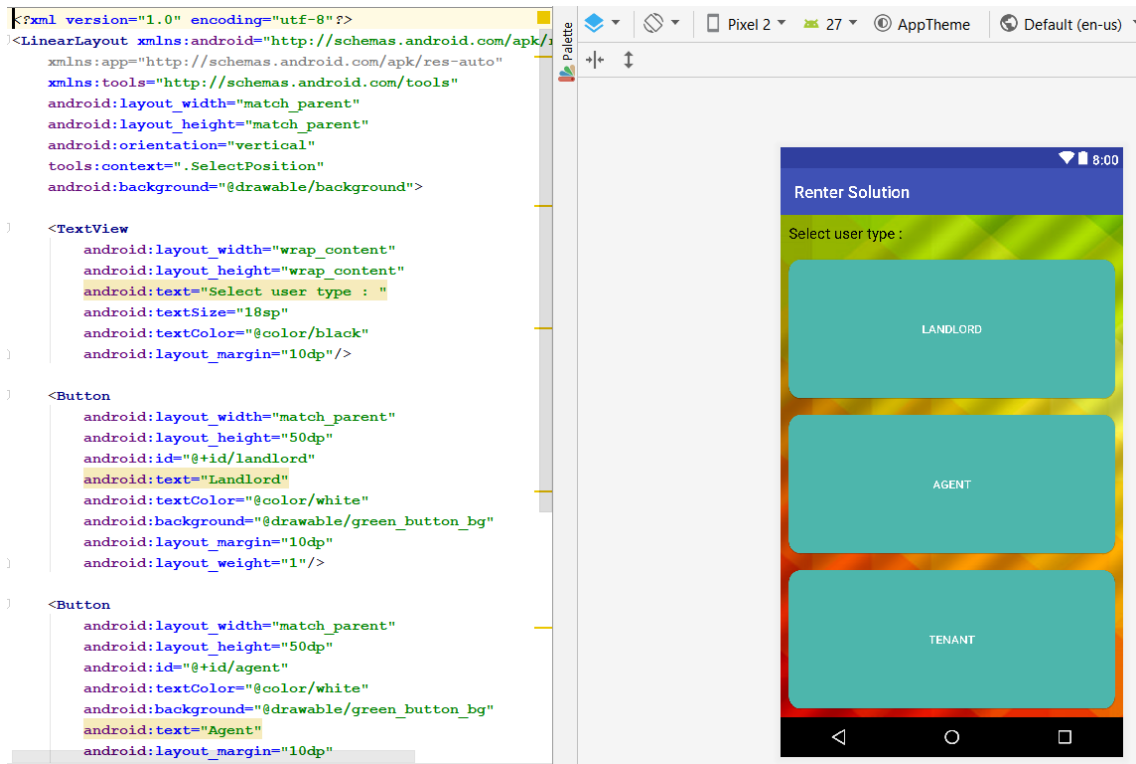 <?xml version="1.0" encoding="utf-8"?>
<LinearLayout xmlns:android="http://schemas.android.com/apk/
xmlns:app="http://schemas.android.com/apk/res-auto"
xmlns:tools="http://schemas.android.com/tools"
android:layout_width="match_parent"
android:layout_height="match_parent"
android:orientation="vertical"
tools:context=".SelectPosition"
android:background="@drawable/background">
<TextView
android:layout_width="wrap_content"
android:layout_height="wrap_content"
android:text="Select user type : "
android:textSize="18sp"
android:textColor="@color/black"
android:layout_margin="10dp"/>
<Button
android:layout_width="match_parent"
android:layout_height="50dp"
android:id="@+id/landlord"
android:text="Landlord"
android:textColor="@color/white"
android:background="@drawable/green_button_bg"
android:layout_margin="10dp"
android:layout_weight="1"/>
<Button
android:layout_width="match_parent"
android:layout_height="50dp"
android:id="@+id/agent"
android:textColor="@color/white"
android:background="@drawable/green_button_bg"
android:text="Agent"
android:layout_margin="10dp"
Palette
Pixel 2 27 AppTheme Default (en-us)
8:00
Renter Solution
Select user type :
LANDLORD
AGENT
TENANT